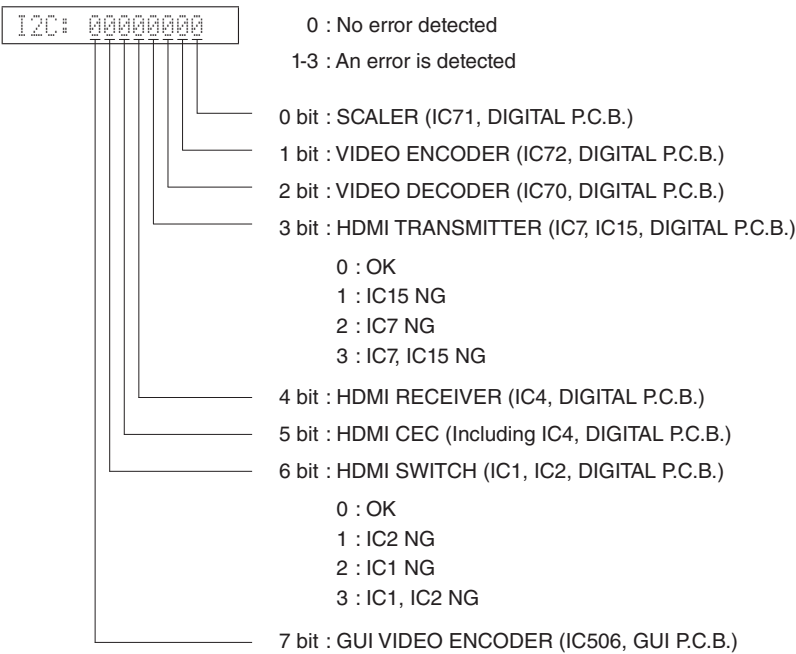 I2C: 00000000
0 : No error detected
1-3 : An error is detected
0 bit : SCALER (IC71, DIGITAL P.C.B.)
1 bit : VIDEO ENCODER (IC72, DIGITAL P.C.B.)
2 bit : VIDEO DECODER (IC70, DIGITAL P.C.B.)
3 bit : HDMI TRANSMITTER (IC7, IC15, DIGITAL P.C.B.)
0 : OK
1 : IC15 NG
2 : IC7 NG
3 : IC7, IC15 NG
4 bit : HDMI RECEIVER (IC4, DIGITAL P.C.B.)
5 bit : HDMI CEC (Including IC4, DIGITAL P.C.B.)
6 bit : HDMI SWITCH (IC1, IC2, DIGITAL P.C.B.)
0 : OK
1 : IC2 NG
2 : IC1 NG
3 : IC1, IC2 NG
7 bit : GUI VIDEO ENCODER (IC506, GUI P.C.B.)